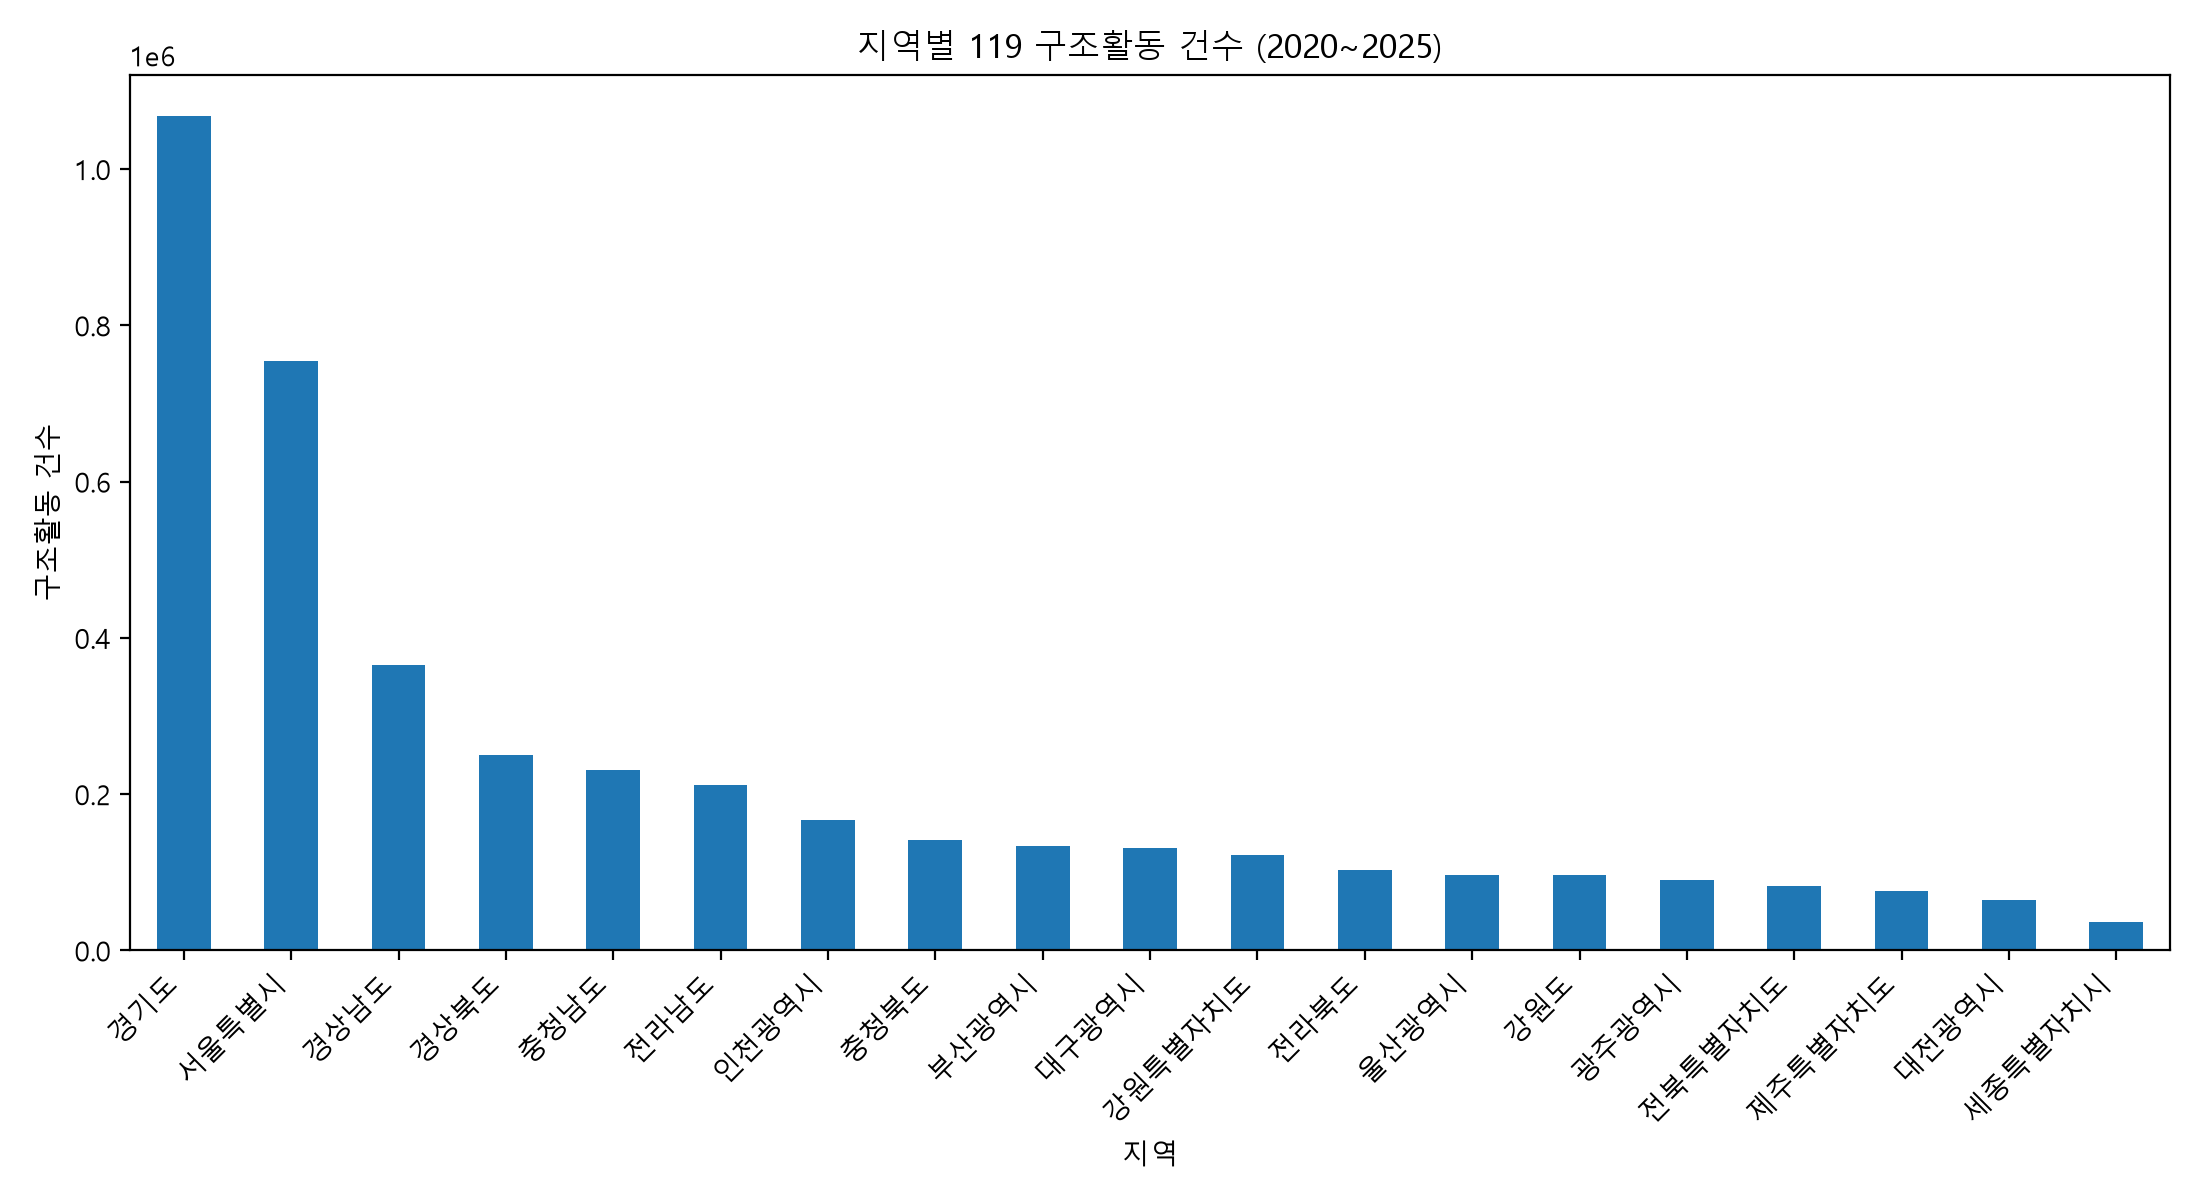 지역별 119 구조활동 건수 (2020~2025)
1e6
1.0
0.8
0.6
0.4
0.2
0.0
구조활동 건수
경기도
서울특별시
경상남도
경상북도
충청남도
전라남도
인천광역시
충청북도
부산광역시
대구광역시
강원특별자치도
전라북도
울산광역시
강원도
광주광역시
전북특별자치도
제주특별자치도
대전광역시
세종특별자치시
지역